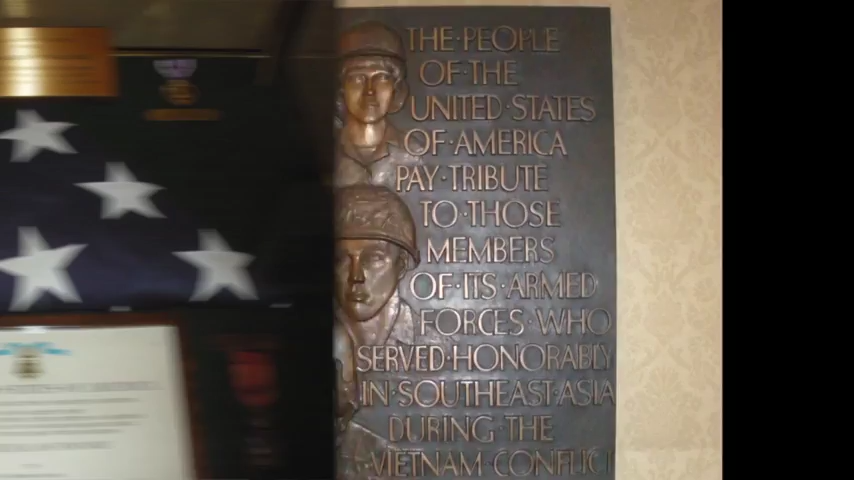 THE·PEOPLE
OF·THE
UNITED·STATES
OF·AMERICA
PAY·TRIBUTE
TO·THOSE
MEMBERS
OF·ITS·ARMED
FORCES·WHO
SERVED·HONORABLY
IN·SOUTHEAST·ASIA
DURING·THE
VIETNAM·CONFLICT